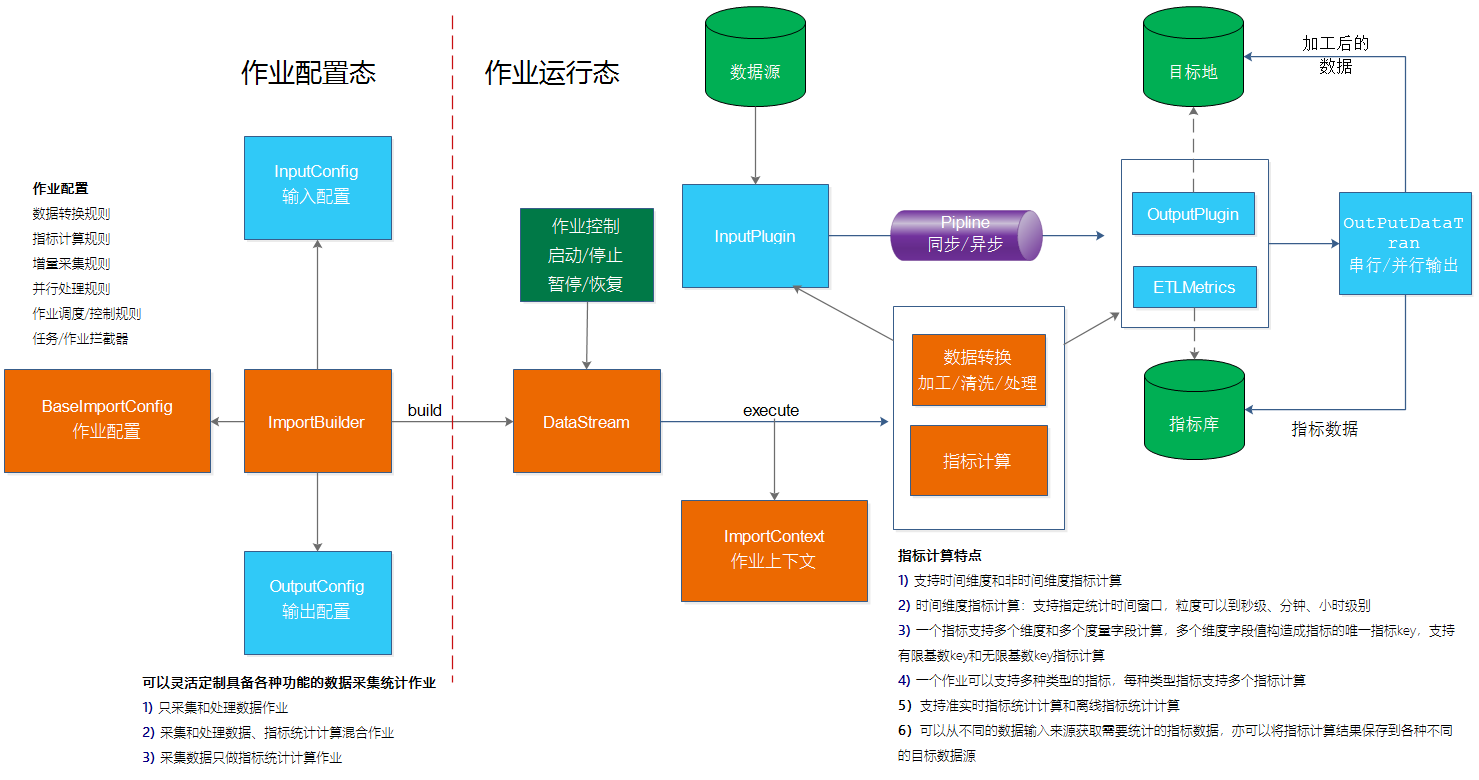 作业配置态
作业运行态
数据源
目标地
加工后的
数据
InputConfig
输入配置
作业配置
数据转换规则
指标计算规则
增量采集规则
并行处理规则
作业调度/控制规则
任务/作业拦截器
作业控制
启动/停止
暂停/恢复
InputPlugin
Pipline
同步/异步
OutputPlugin
ETLMetrics
OutPutDataT
ran
串行/并行输出
BaseImportConfig
作业配置
ImportBuilder
build
DataStream
execute
数据转换
加工/清洗/处理
指标计算
指标库
指标数据
ImportContext
作业上下文
OutputConfig
输出配置
可以灵活定制具备各种功能的数据采集统计作业
1) 只采集和处理数据作业
2) 采集和处理数据、指标统计计算混合作业
3) 采集数据只做指标统计计算作业
指标计算特点
1) 支持时间维度和非时间维度指标计算
2) 时间维度指标计算：支持指定统计时间窗口，粒度可以到秒级、分钟、小时级别
3) 一个指标支持多个维度和多个度量字段计算，多个维度字段值构造成指标的唯一指标key，支持
有限基数key和无限基数key指标计算
4) 一个作业可以支持多种类型的指标，每种类型指标支持多个指标计算
5) 支持准实时指标统计计算和离线指标统计计算
6) 可以从不同的数据输入来源获取需要统计的指标数据，亦可以将指标计算结果保存到各种不同
的目标数据源